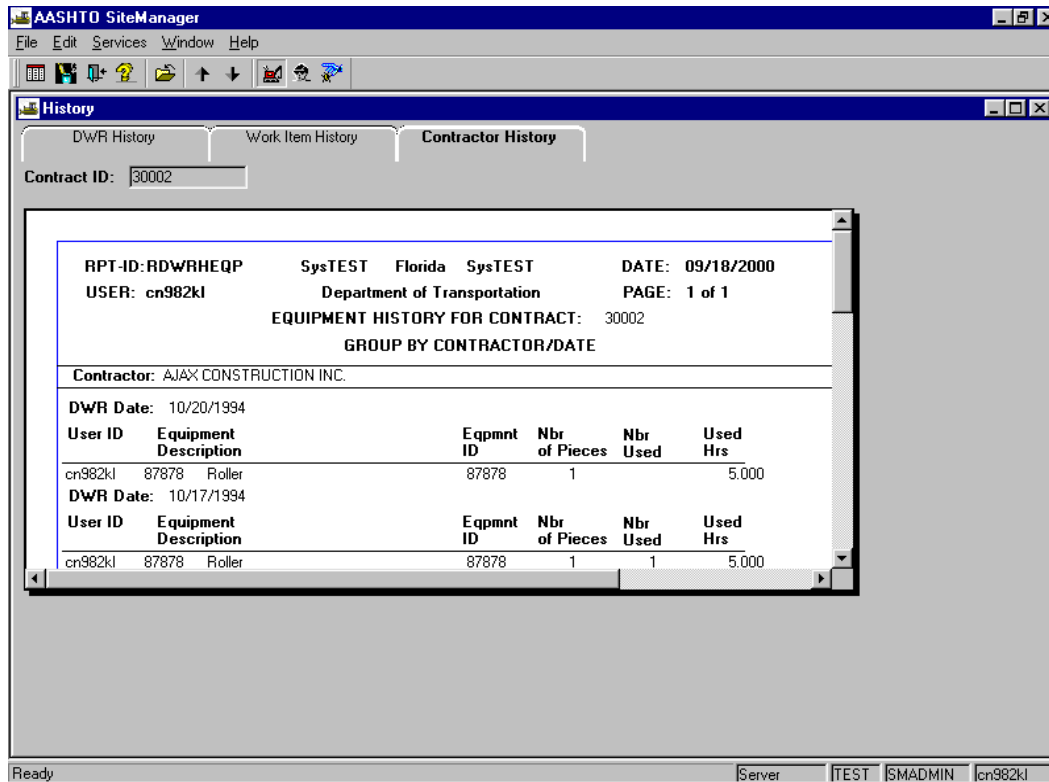 AASHTO SiteManager
File Edit Services Window Help
History
DWR History Work Item History Contractor History
Contract ID: 30002
RPT-ID: RDWRHEQP SysTEST Florida SysTEST DATE: 09/18/2000
USER: cn982kl Department of Transportation PAGE: 1 of 1
EQUIPMENT HISTORY FOR CONTRACT: 30002
GROUP BY CONTRACTOR/DATE
Contractor: AJAX CONSTRUCTION INC.
DWR Date: 10/20/1994
User ID Equipment Eqpmnt Nbr Nbr Used
Description ID of Pieces Used Hrs
cn982kl 87878 Roller 87878 1 5.000
DWR Date: 10/17/1994
User ID Equipment Eqpmnt Nbr Nbr Used
Description ID of Pieces Used Hrs
cn982kl 87878 Roller 87878 1 1 5.000
Ready Server TEST SMADMIN cn982kl